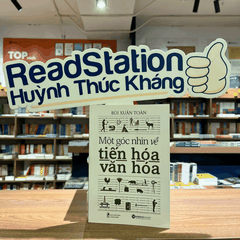 TOP
ReadStation
Huỳnh Thúc Kháng
BÙI XUÂN TOÀN
Một góc nhìn về
tiến hóa
văn hóa